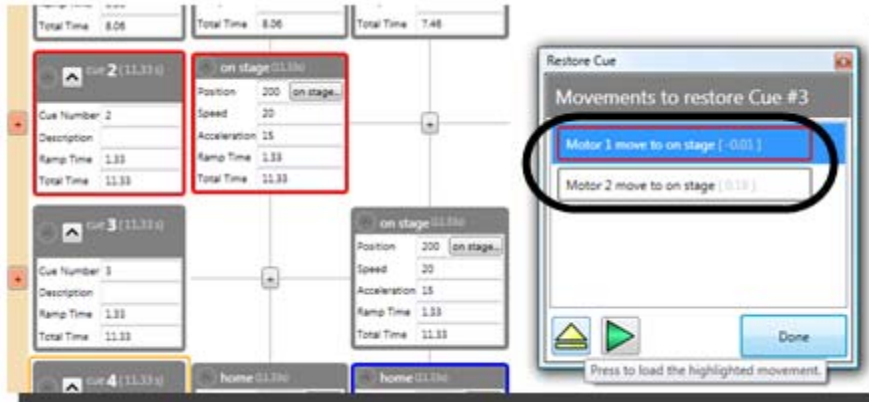 Total Time 8.06
Total Time 8.06
Total Time 7.46
cue 2 (11.33 s)
Cue Number 2
Description
Ramp Time 1.33
Total Time 11.33
on stage (11.33s)
Position 200 on stage...
Speed 20
Acceleration 15
Ramp Time 1.33
Total Time 11.33
cue 3 (11.33 s)
Cue Number 3
Description
Ramp Time 1.33
Total Time 11.33
on stage (11.33s)
Position 200 on stage...
Speed 20
Acceleration 15
Ramp Time 1.33
Total Time 11.33
cue 4 (11.33 s)
home (11.33s)
home (11.33s)
Restore Cue
Movements to restore Cue #3
Motor 1 move to on stage [ -0.01 ]
Motor 2 move to on stage
Done
Press to load the highlighted movement.